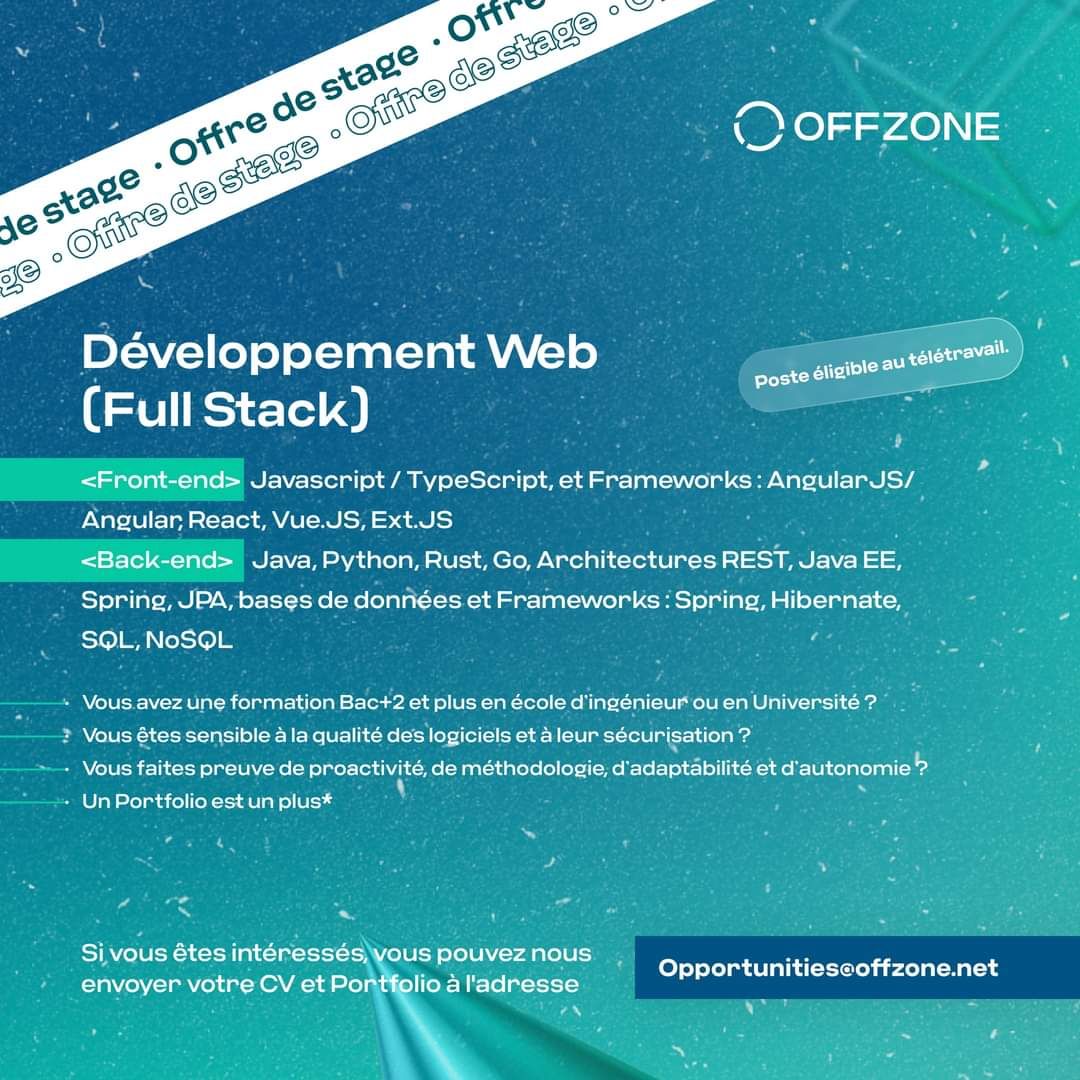 de stage · Offre de stage · Offre
ge · Offre de stage · Offre de stage · O
OFFZONE
Développement Web
(Full Stack)
Poste éligible au télétravail.
<Front-end> Javascript / TypeScript, et Frameworks : AngularJS/
Angular, React, Vue.JS, Ext.JS
<Back-end> Java, Python, Rust, Go, Architectures REST, Java EE,
Spring, JPA, bases de données et Frameworks : Spring, Hibernate,
SQL, NoSQL
Vous avez une formation Bac+2 et plus en école d'ingénieur ou en Université ?
Vous êtes sensible à la qualité des logiciels et à leur sécurisation ?
Vous faites preuve de proactivité, de méthodologie, d'adaptabilité et d'autonomie ?
Un Portfolio est un plus*
Si vous êtes intéressés, vous pouvez nous
envoyer votre CV et Portfolio à l'adresse
Opportunities@offzone.net